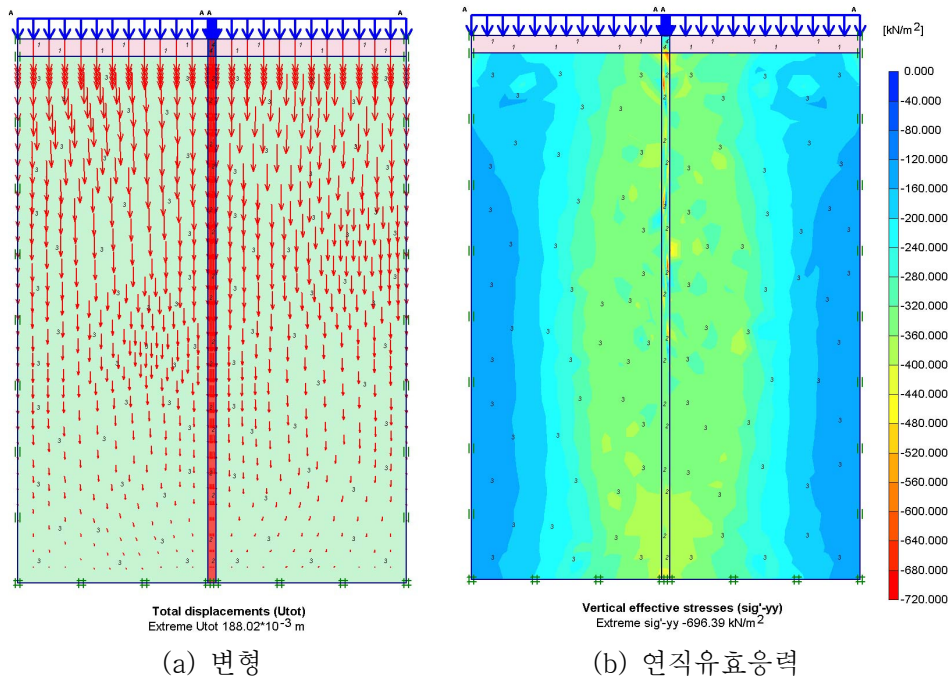 A A A
A A A
[kN/m2]
0.000
-40.000
-80.000
-120.000
-160.000
-200.000
-240.000
-280.000
-320.000
-360.000
-400.000
-440.000
-480.000
-520.000
-560.000
-600.000
-640.000
-680.000
-720.000
Total displacements (Utot)
Extreme Utot 188.02*10-3 m
Vertical effective stresses (sig'-yy)
Extreme sig'-yy -696.39 kN/m2
(a) 변형
(b) 연직유효응력